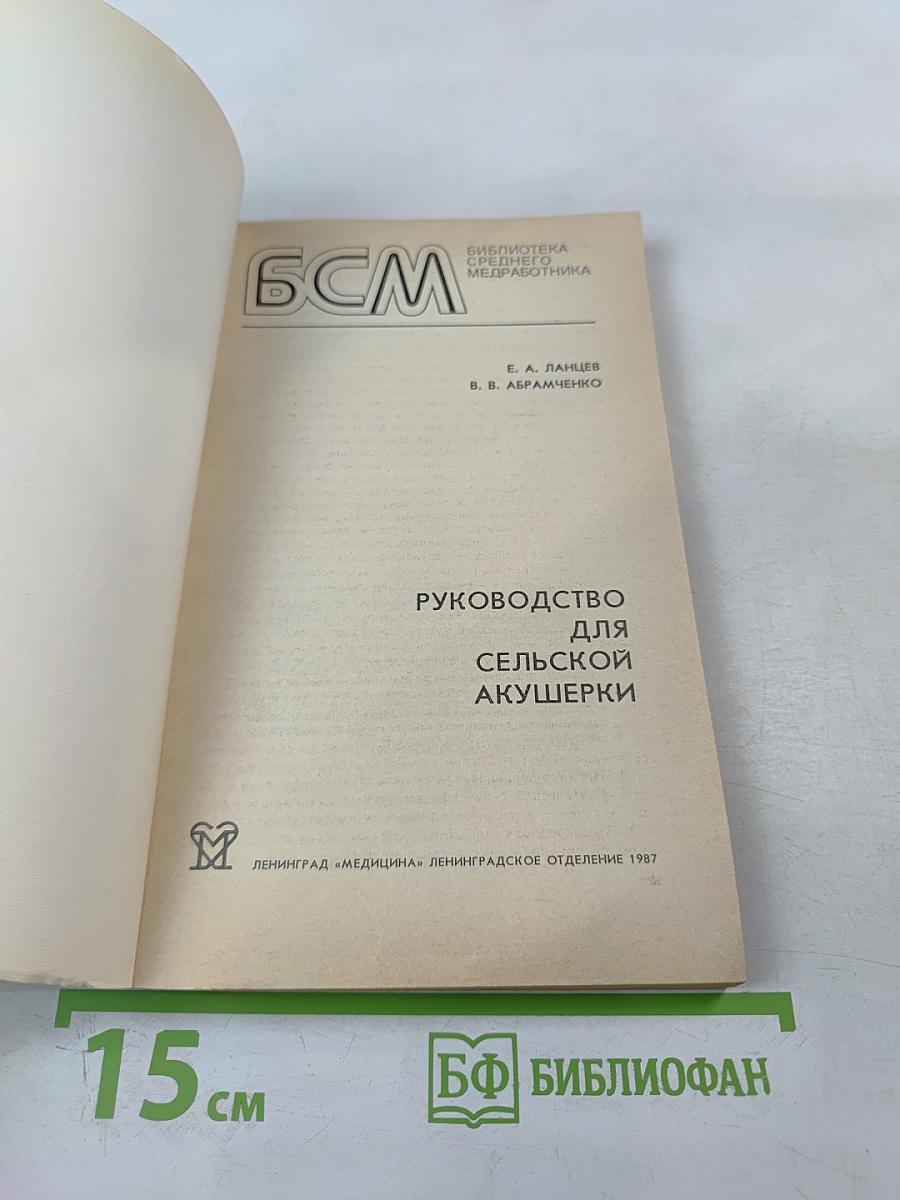 БСМ
БИБЛИОТЕКА
СРЕДНЕГО
МЕДРАБОТНИКА
Е. А. ЛАНЦЕВ
В. В. АБРАМЧЕНКО
РУКОВОДСТВО
ДЛЯ
СЕЛЬСКОЙ
АКУШЕРКИ
ЛЕНИНГРАД «МЕДИЦИНА» ЛЕНИНГРАДСКОЕ ОТДЕЛЕНИЕ 1987
15 см
БФ БИБЛИОФАН